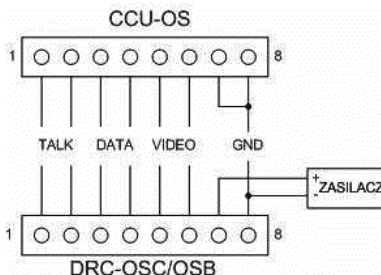 CCU-OS
1 8
TALK DATA VIDEO GND
+
ZASILACZ
-
1 8
DRC-OSC/OSB